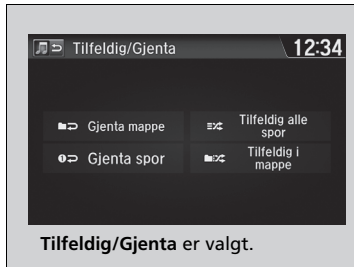 Tilfeldig/Gjenta
12:34
Gjenta mappe
Tilfeldig alle
spor
Gjenta spor
Tilfeldig i
mappe
Tilfeldig/Gjenta er valgt.